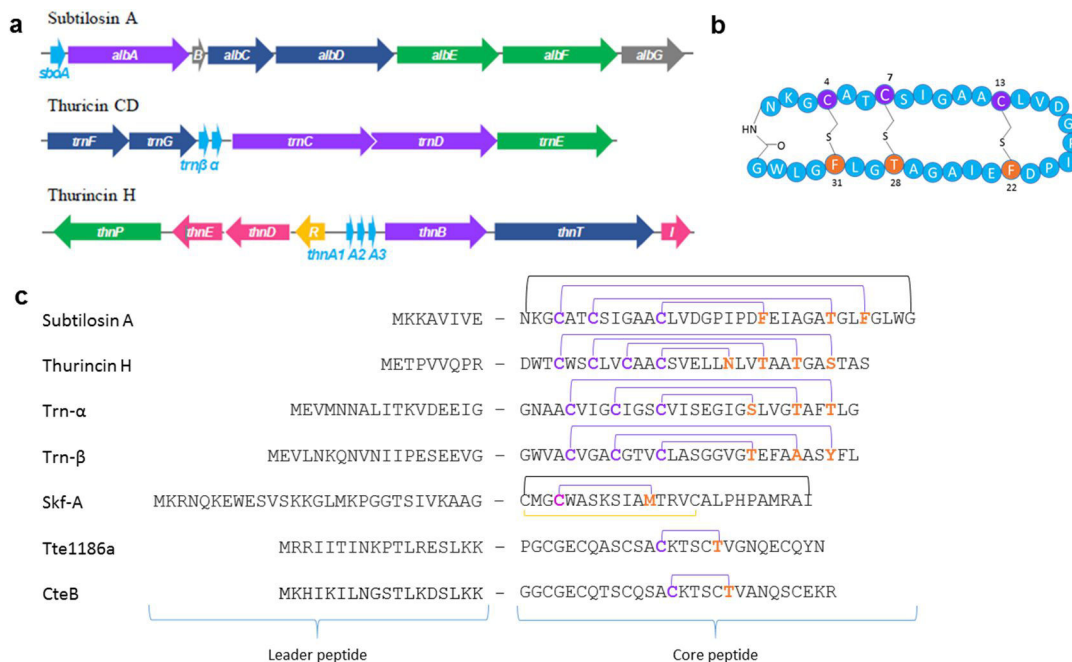 a
Subtilosin A
sboA albA B albC albD albE albF albG
Thuricin CD
trnF trnG trnβ α trnC trnD trnE
Thurincin H
thnP thnE thnD R thnA1 A2 A3 thnB thnT I
b
4 7 13
N K G C A T C S I G A A C L V D G P I P D F E I A G A T G L F G L W G
HN O S S S
31 28 22
c
Subtilosin A MKKAVIVE – NKGCATCSIGAACLVDGPIPDFEIAGATGLFGLWG
Thurincin H METPVVQPR – DWTCWSCLVCAACSVELLNLVTAATGASTAS
Trn-α MEVMNNALITKVDEEIG – GNAACVIGCIGSCVISEGIGSLVGTAFTLG
Trn-β MEVLNKQNVNIIPESEEVG – GWVACVGACGTVCLASGGVGTEFAAASYFL
Skf-A MKRNQKEWESVSKKGLMKPGGTSIVKAAG – CMGCWASKSIAMTRVCALPHPAMRAI
Tte1186a MRRIITINKPTLRESLKK – PGCGECQASCSACKTSCTVGNQECQYN
CteB MKHIKILNGSTLKDSLKK – GGCGECQTSCQSACKTSCTVANQSCEKR
Leader peptide Core peptide